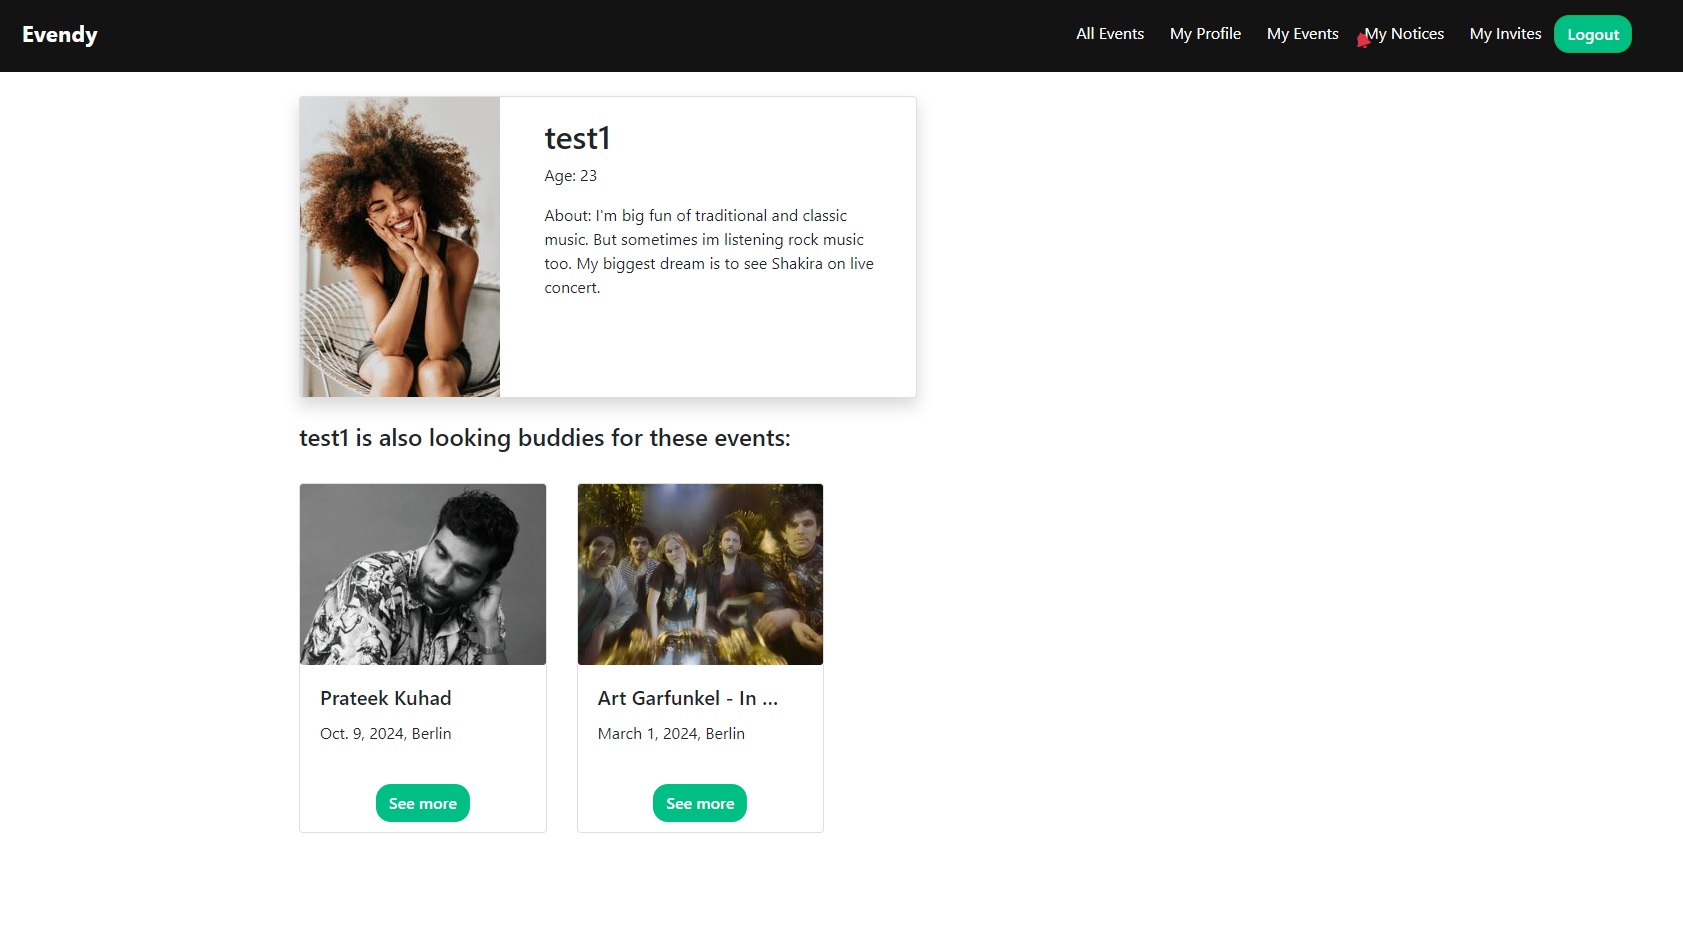 Evendy
All Events
My Profile
My Events
My Notices
My Invites
Logout
test1
Age: 23
About: I'm big fun of traditional and classic
music. But sometimes im listening rock music
too. My biggest dream is to see Shakira on live
concert.
test1 is also looking buddies for these events:
Prateek Kuhad
Oct. 9, 2024, Berlin
See more
Art Garfunkel - In ...
March 1, 2024, Berlin
See more